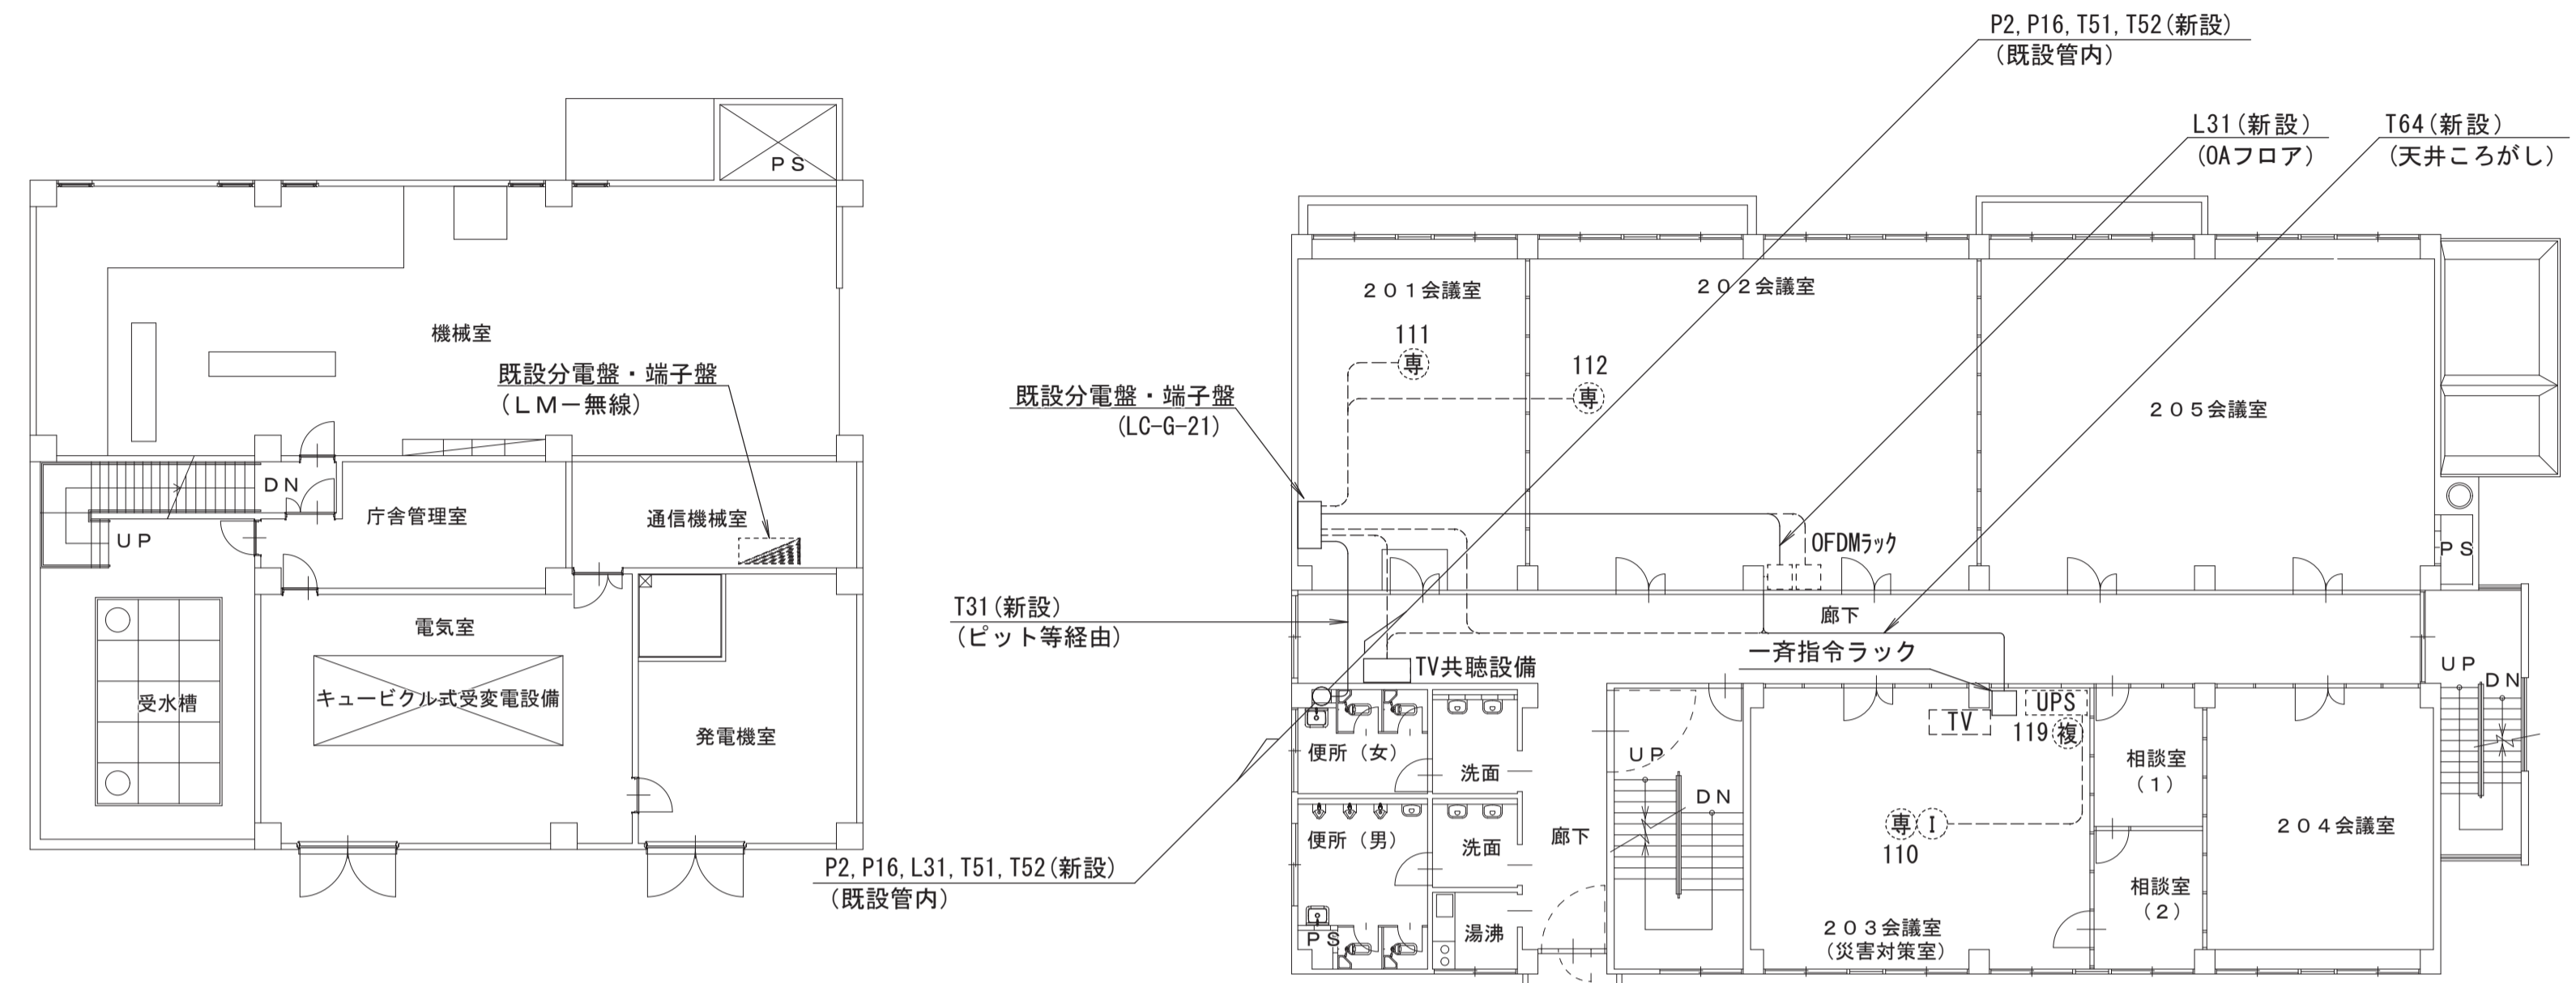 P2, P16, T51, T52(新設)
(既設管内)
L31(新設)
(OAフロア)
T64(新設)
(天井ころがし)
PS
機械室
既設分電盤・端子盤
(LM－無線)
DN
UP
庁舎管理室
通信機械室
電気室
キュービクル式受変電設備
受水槽
発電機室
201会議室
202会議室
205会議室
111
専
112
専
既設分電盤・端子盤
(LC-G-21)
OFDMラック
PS
T31(新設)
(ピット等経由)
廊下
一斉指令ラック
TV共聴設備
UP
DN
UPS
TV
119 複
便所(女)
洗面
UP
DN
相談室
(1)
専 I
110
204会議室
便所(男)
洗面
廊下
P2, P16, L31, T51, T52(新設)
(既設管内)
相談室
(2)
PS
湯沸
203会議室
(災害対策室)